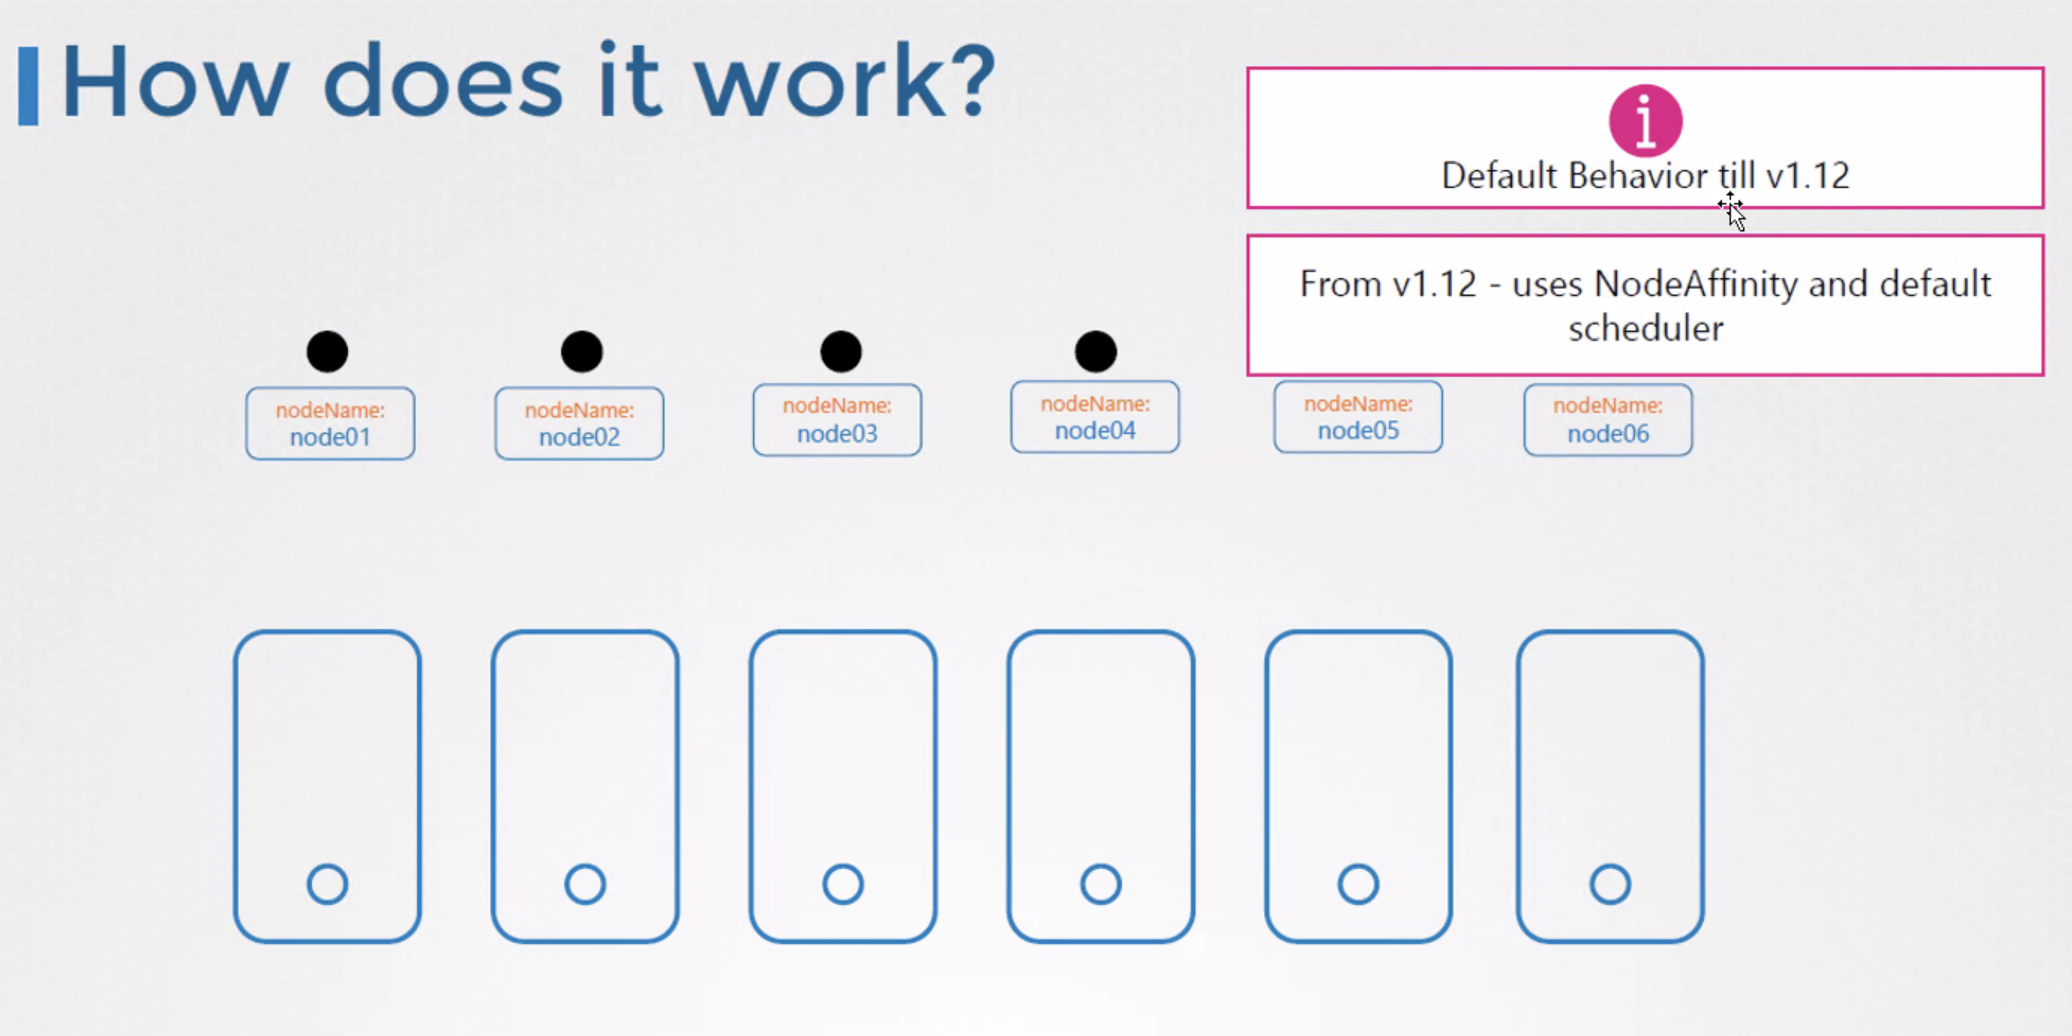 How does it work?
i
Default Behavior till v1.12
From v1.12 - uses NodeAffinity and default
scheduler
nodeName:
node01
nodeName:
node02
nodeName:
node03
nodeName:
node04
nodeName:
node05
nodeName:
node06